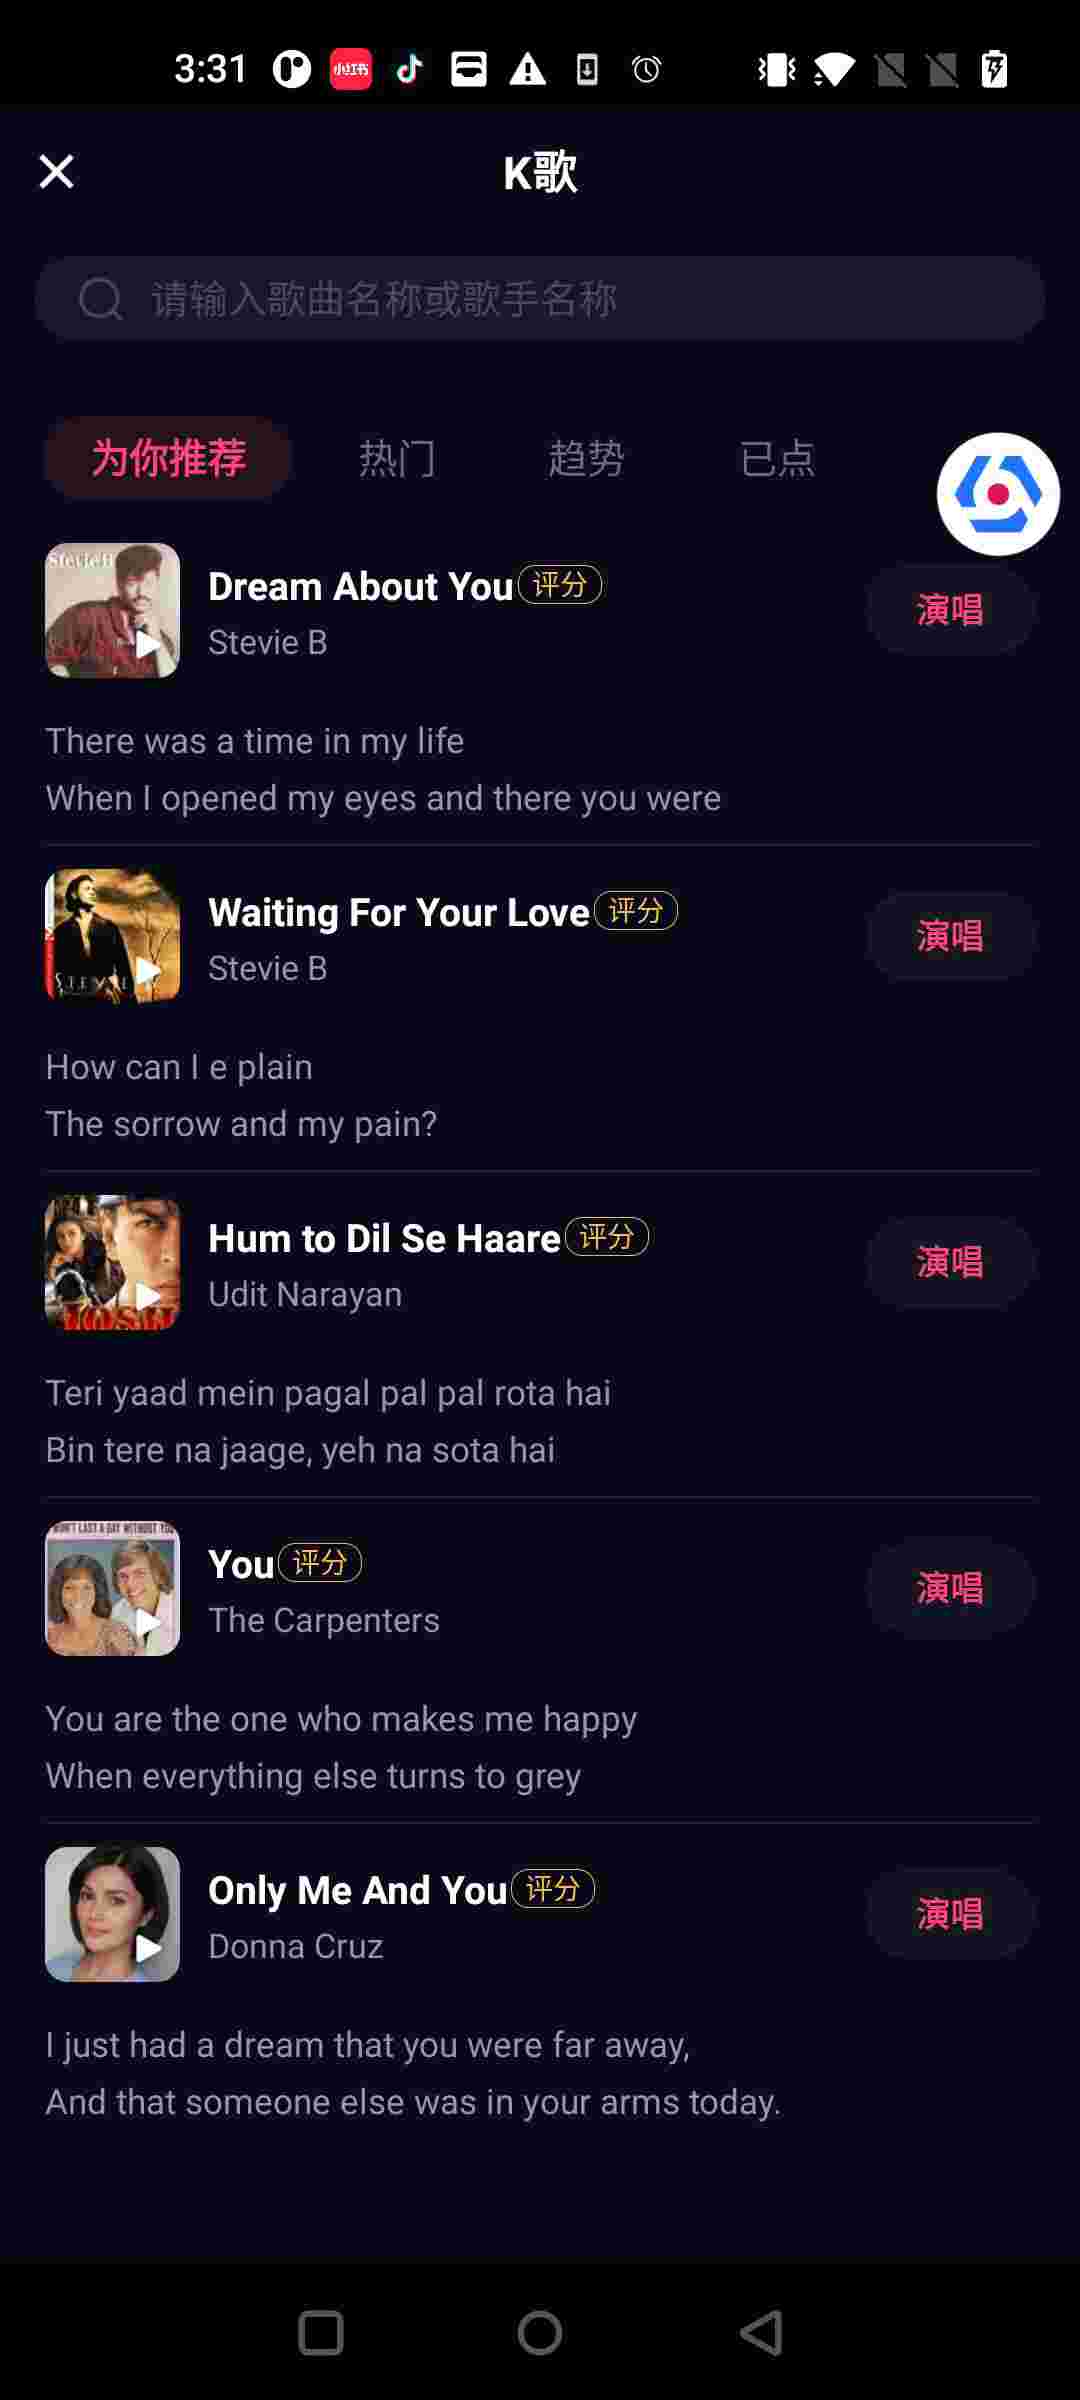 3:31
小红书
K歌
请输入歌曲名称或歌手名称
为你推荐 热门 趋势 已点
Stevie B
Dream About You 评分
Stevie B
演唱
There was a time in my life
When I opened my eyes and there you were
Waiting For Your Love 评分
Stevie B
演唱
How can I e plain
The sorrow and my pain?
Hum to Dil Se Haare 评分
Udit Narayan
演唱
Teri yaad mein pagal pal pal rota hai
Bin tere na jaage, yeh na sota hai
You 评分
The Carpenters
演唱
You are the one who makes me happy
When everything else turns to grey
Only Me And You 评分
Donna Cruz
演唱
I just had a dream that you were far away,
And that someone else was in your arms today.